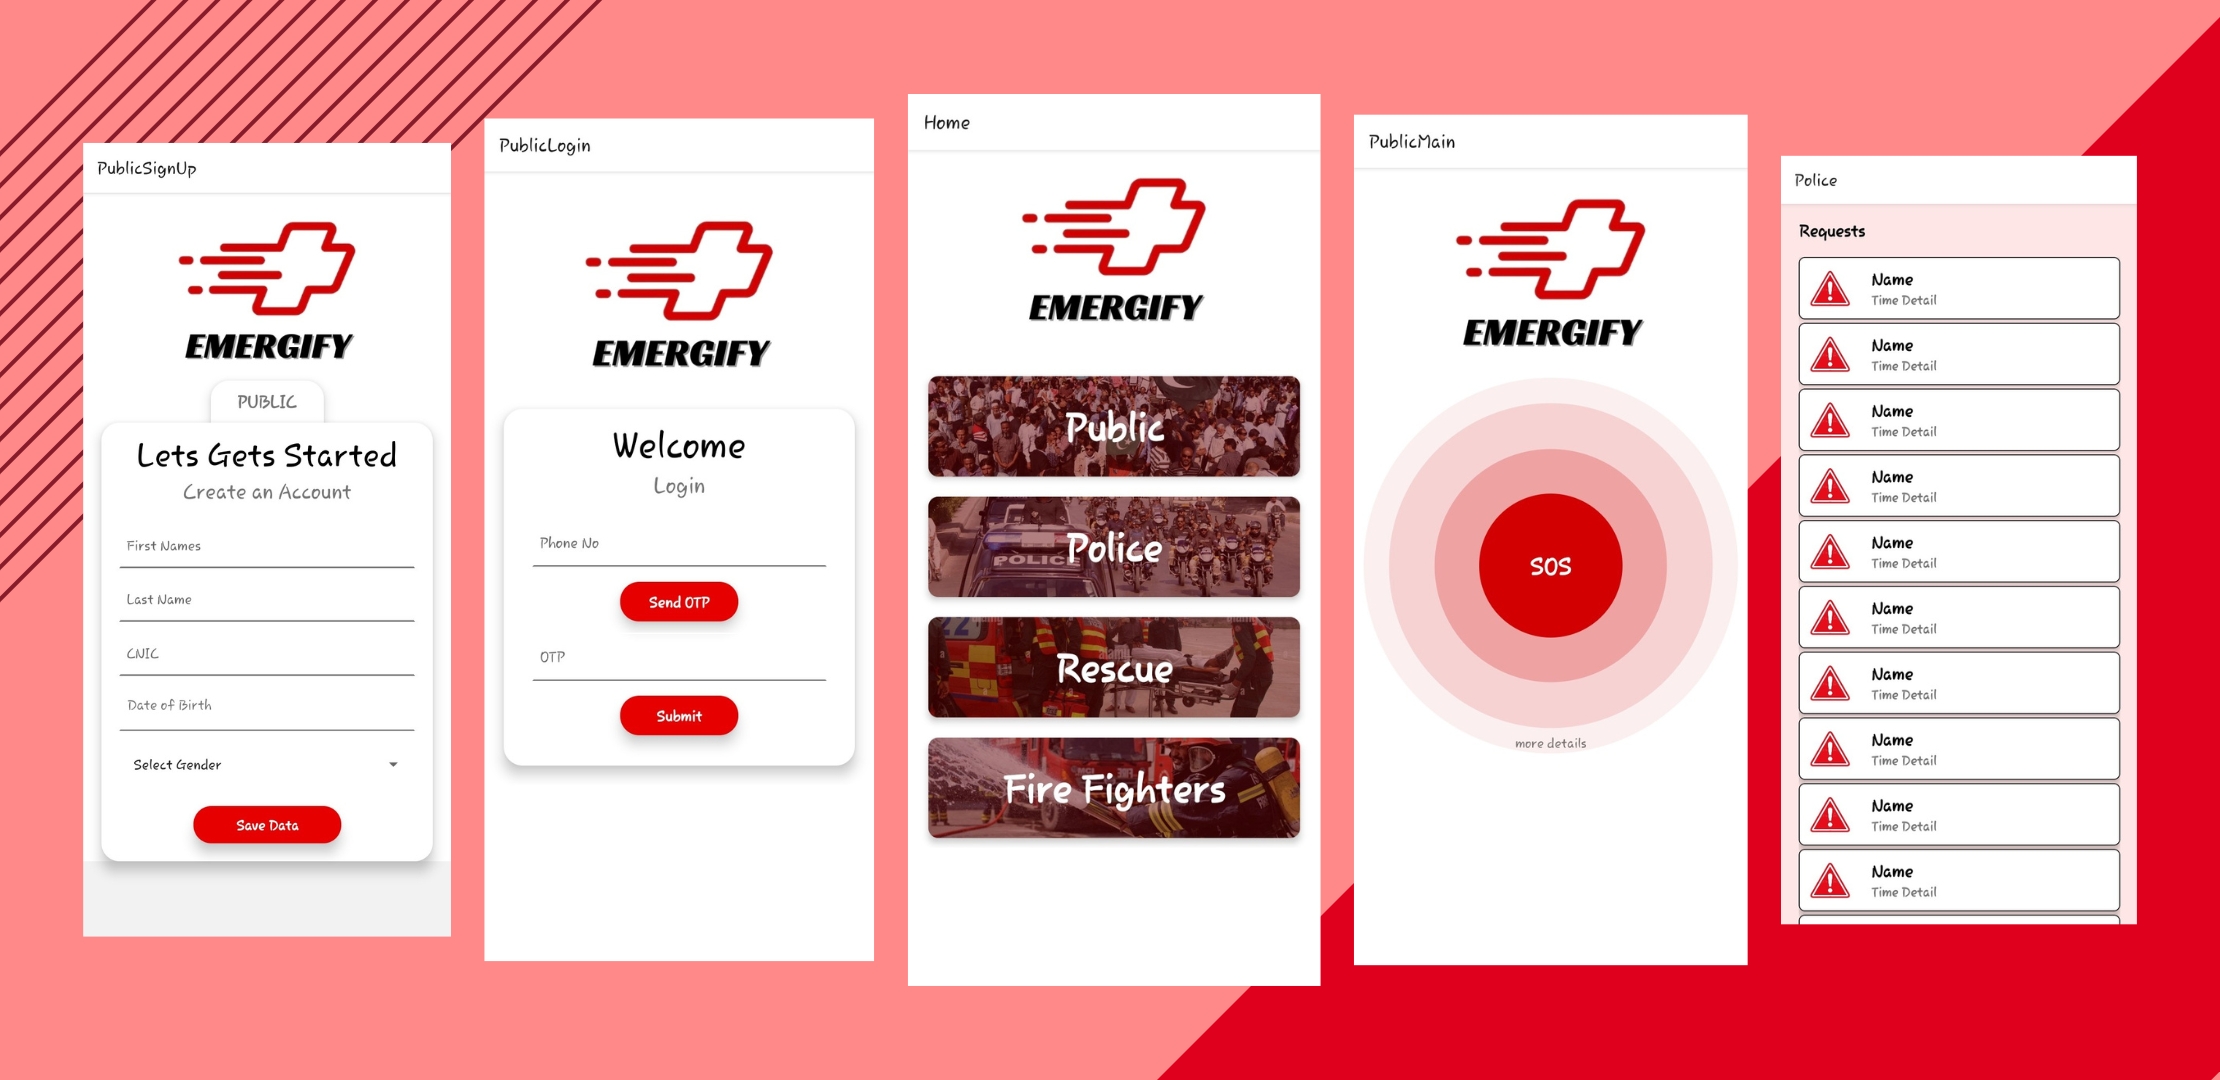 PublicSignUp
EMERGIFY
PUBLIC
Lets Gets Started
Create an Account
First Names
Last Name
CNIC
Date of Birth
Select Gender
Save Data
PublicLogin
EMERGIFY
Welcome
Login
Phone No
Send OTP
OTP
Submit
Home
EMERGIFY
Public
Police
POLICE
Rescue
22
alamy
Fire Fighters
PublicMain
EMERGIFY
SOS
more details
Police
Requests
Name
Time Detail
Name
Time Detail
Name
Time Detail
Name
Time Detail
Name
Time Detail
Name
Time Detail
Name
Time Detail
Name
Time Detail
Name
Time Detail
Name
Time Detail